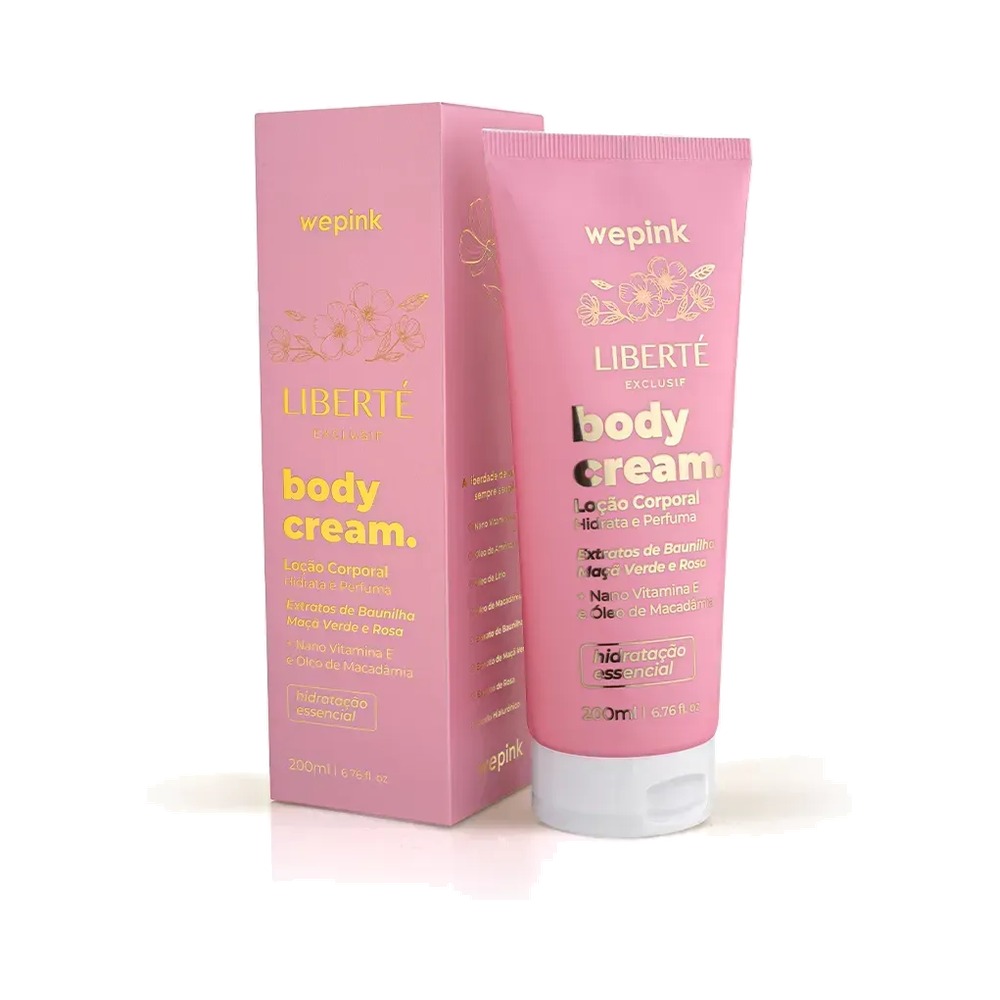 wepink
LIBERTÉ
EXCLUSIF
body
cream.
Loção Corporal
Hidrata e Perfuma
Extratos de Baunilha
Maçã Verde e Rosa
+ Nano Vitamina E
e Óleo de Macadâmia
hidratação
essencial
200ml | 6.76 fl. oz
sempre
Nano
wepink
wepink
LIBERTÉ
EXCLUSIF
body
cream.
Loção Corporal
Hidrata e Perfuma
Extratos de Baunilha
Maçã Verde e Rosa
+ Nano Vitamina E
e Óleo de Macadâmia
hidratação
essencial
200ml | 6.76 fl. oz